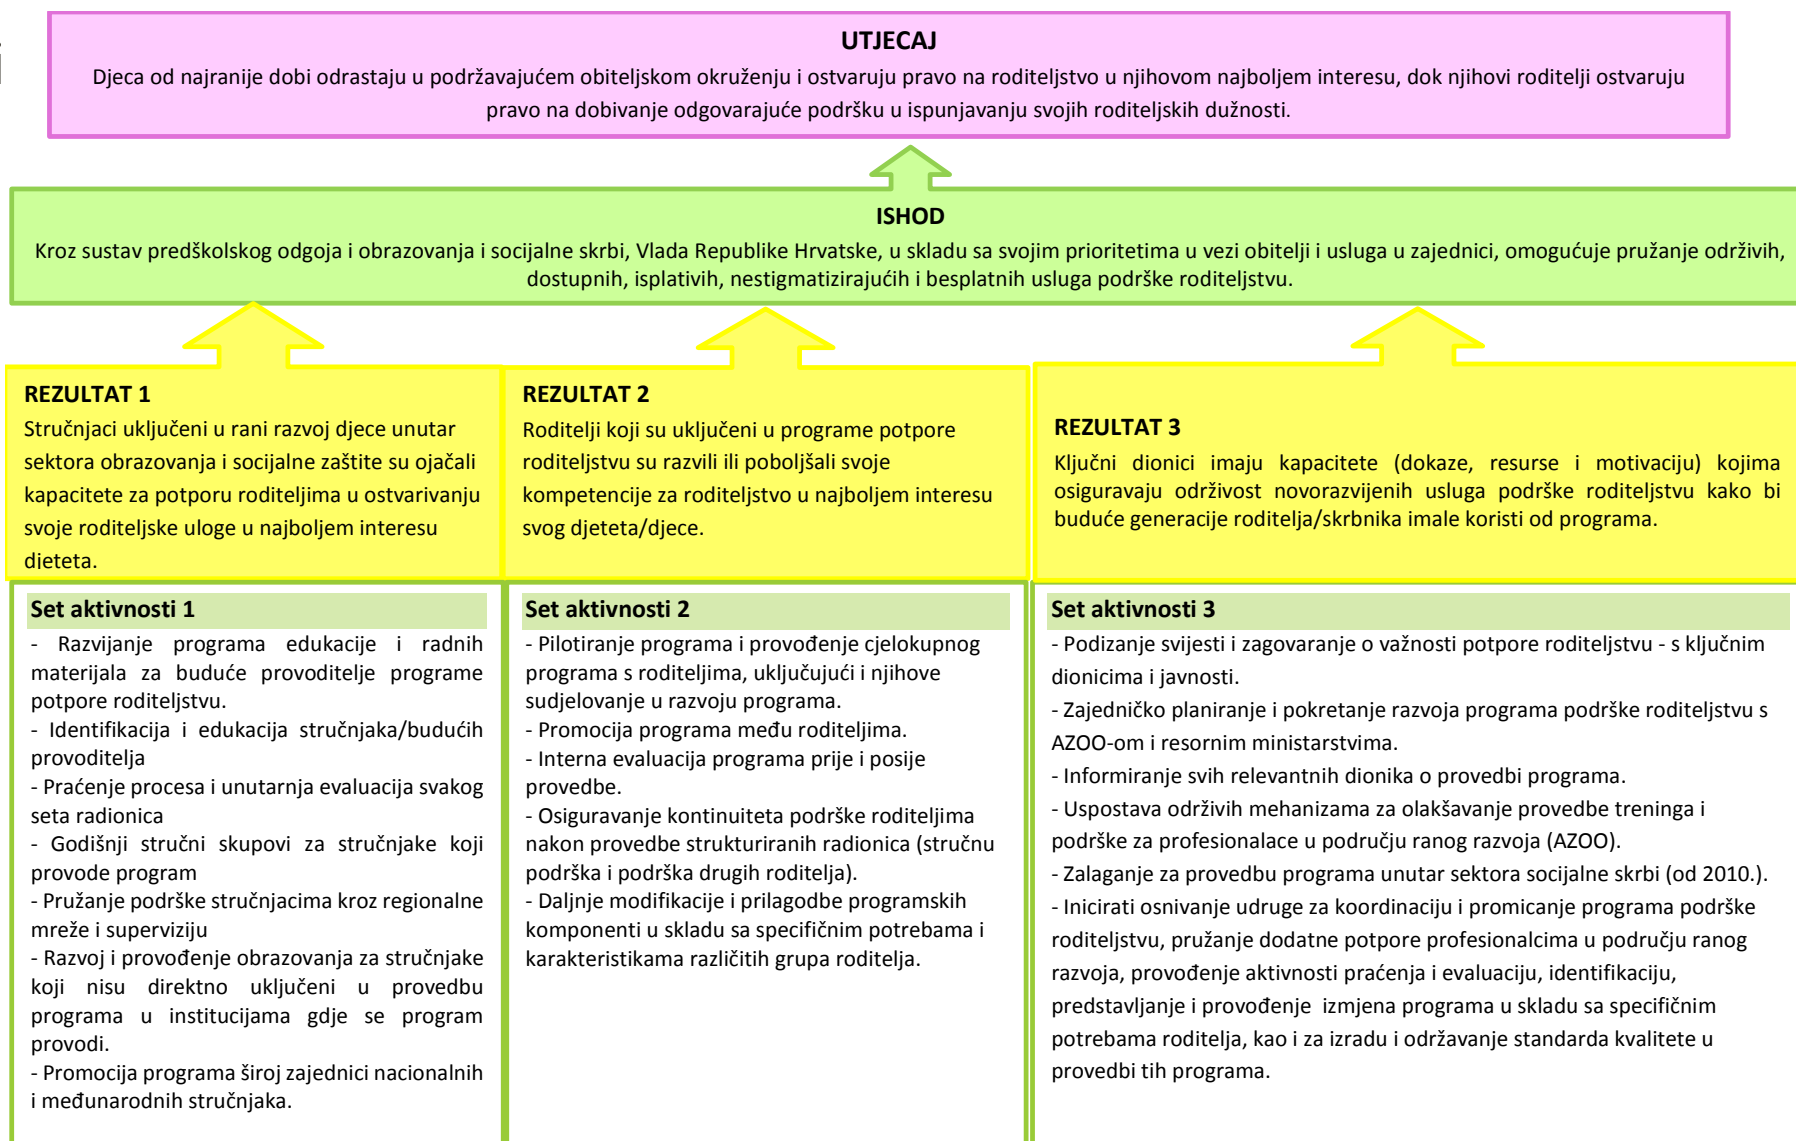 UTJECAJ
Djeca od najranije dobi odrastaju u podržavajućem obiteljskom okruženju i ostvaruju pravo na roditeljstvo u njihovom najboljem interesu, dok njihovi roditelji ostvaruju
pravo na dobivanje odgovarajuće podršku u ispunjavanju svojih roditeljskih dužnosti.
ISHOD
Kroz sustav predškolskog odgoja i obrazovanja i socijalne skrbi, Vlada Republike Hrvatske, u skladu sa svojim prioritetima u vezi obitelji i usluga u zajednici, omogućuje pružanje održivih,
dostupnih, isplativih, nestigmatizirajućih i besplatnih usluga podrške roditeljstvu.
REZULTAT 1
Stručnjaci uključeni u rani razvoj djece unutar
sektora obrazovanja i socijalne zaštite su ojačali
kapacitete za potporu roditeljima u ostvarivanju
svoje roditeljske uloge u najboljem interesu
djeteta.
REZULTAT 2
Roditelji koji su uključeni u programe potpore
roditeljstvu su razvili ili poboljšali svoje
kompetencije za roditeljstvo u najboljem interesu
svog djeteta/djece.
REZULTAT 3
Ključni dionici imaju kapacitete (dokaze, resurse i motivaciju) kojima
osiguravaju održivost novorazvijenih usluga podrške roditeljstvu kako bi
buduće generacije roditelja/skrbnika imale koristi od programa.
Set aktivnosti 1
- Razvijanje programa edukacije i radnih
materijala za buduće provoditelje programe
potpore roditeljstvu.
- Identifikacija i edukacija stručnjaka/budućih
provoditelja
- Praćenje procesa i unutarnja evaluacija svakog
seta radionica
- Godišnji stručni skupovi za stručnjake koji
provode program
- Pružanje podrške stručnjacima kroz regionalne
mreže i superviziju
- Razvoj i provođenje obrazovanja za stručnjake
koji nisu direktno uključeni u provedbu
programa u institucijama gdje se program
provodi.
- Promocija programa široj zajednici nacionalnih
i međunarodnih stručnjaka.
Set aktivnosti 2
- Pilotiranje programa i provođenje cjelokupnog
programa s roditeljima, uključujući i njihove
sudjelovanje u razvoju programa.
- Promocija programa među roditeljima.
- Interna evaluacija programa prije i posije
provedbe.
- Osiguravanje kontinuiteta podrške roditeljima
nakon provedbe strukturiranih radionica (stručnu
podrška i podrška drugih roditelja).
- Daljnje modifikacije i prilagodbe programskih
komponenti u skladu sa specifičnim potrebama i
karakteristikama različitih grupa roditelja.
Set aktivnosti 3
- Podizanje svijesti i zagovaranje o važnosti potpore roditeljstvu - s ključnim
dionicima i javnosti.
- Zajedničko planiranje i pokretanje razvoja programa podrške roditeljstvu s
AZOO-om i resornim ministarstvima.
- Informiranje svih relevantnih dionika o provedbi programa.
- Uspostava održivih mehanizama za olakšavanje provedbe treninga i
podrške za profesionalace u području ranog razvoja (AZOO).
- Zalaganje za provedbu programa unutar sektora socijalne skrbi (od 2010.).
- Inicirati osnivanje udruge za koordinaciju i promicanje programa podrške
roditeljstvu, pružanje dodatne potpore profesionalcima u području ranog
razvoja, provođenje aktivnosti praćenja i evaluaciju, identifikaciju,
predstavljanje i provođenje izmjena programa u skladu sa specifičnim
potrebama roditelja, kao i za izradu i održavanje standarda kvalitete u
provedbi tih programa.